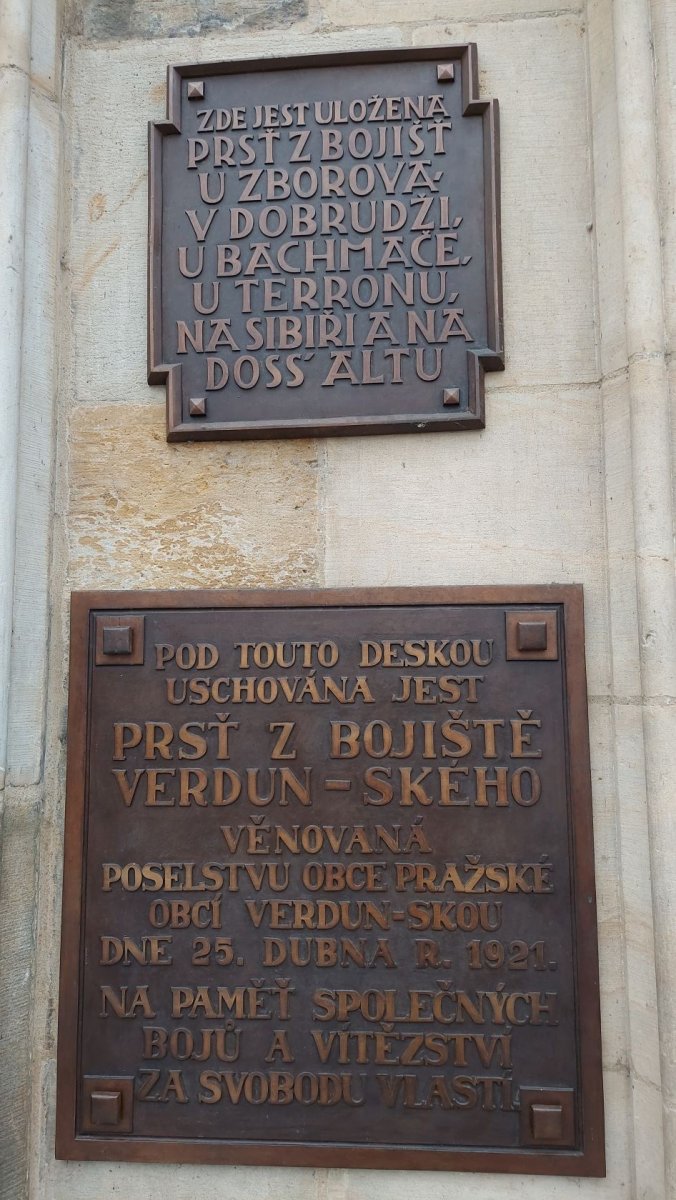 ZDE JEST ULOŽENA
PRSŤ Z BOJIŠŤ
U ZBOROVA,
V DOBRUDŽI,
U BACHMAČE,
U TERRONU,
NA SIBIŘI A NA
DOSS´ ALTU
POD TOUTO DESKOU
USCHOVÁNA JEST
PRSŤ Z BOJIŠTĚ
VERDUN-SKÉHO
VĚNOVANÁ
POSELSTVU OBCE PRAŽSKÉ
OBCÍ VERDUN-SKOU
DNE 25. DUBNA R. 1921.
NA PAMĚŤ SPOLEČNÝCH
BOJŮ A VÍTĚZSTVÍ
ZA SVOBODU VLASTÍ.